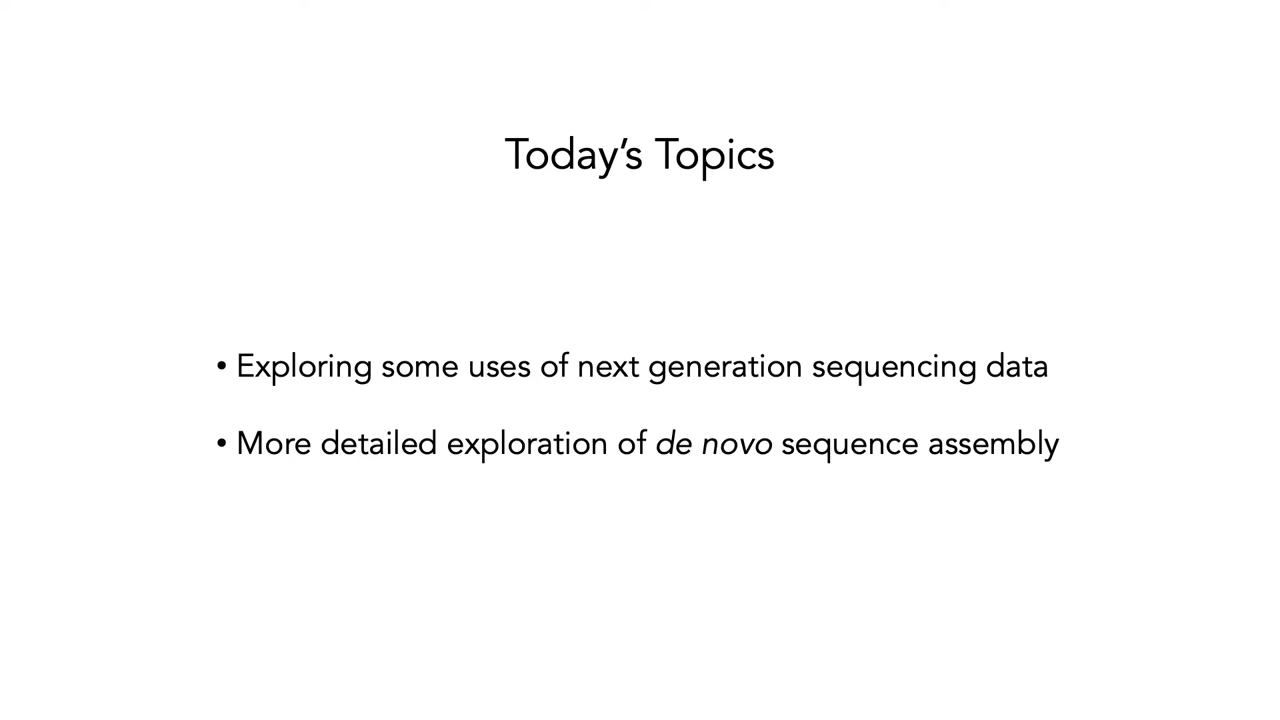 Today’s Topics
• Exploring some uses of next generation sequencing data
• More detailed exploration of de novo sequence assembly